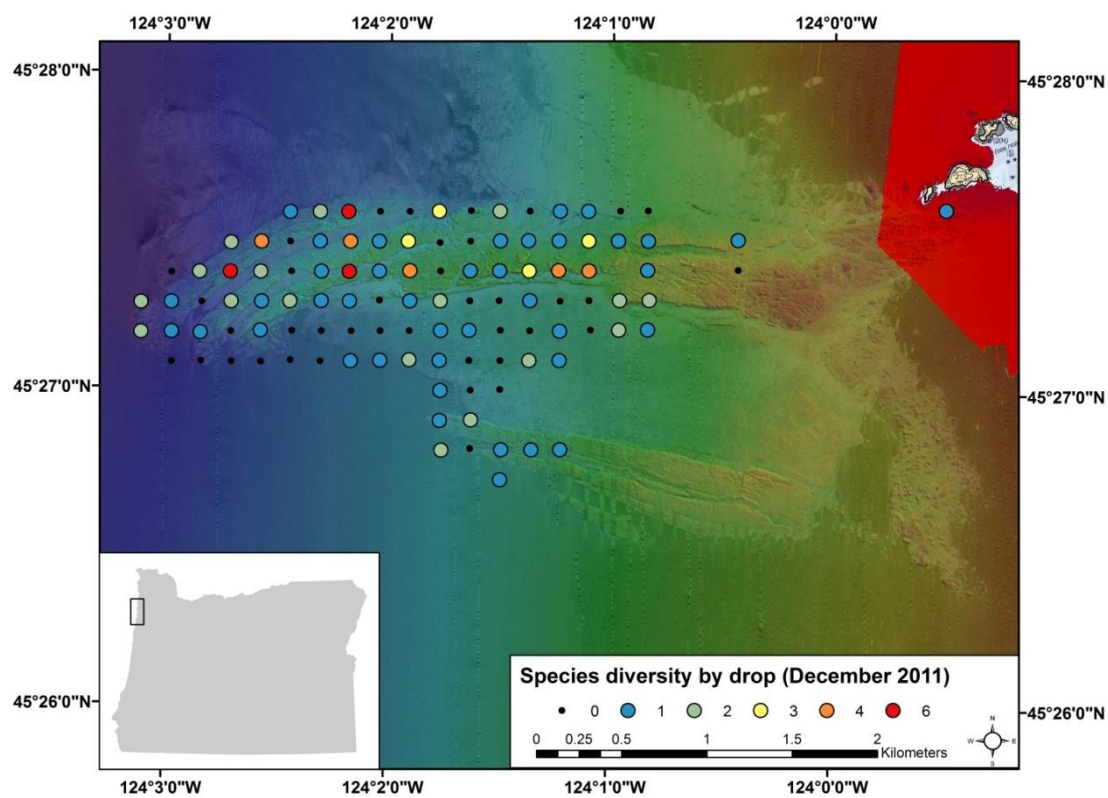 124°3'0"W 124°2'0"W 124°1'0"W 124°0'0"W
45°28'0"N 45°28'0"N
45°27'0"N 45°27'0"N
45°26'0"N 45°26'0"N
Species diversity by drop (December 2011)
0 1 2 3 4 6
0 0.25 0.5 1 1.5 2
Kilometers
N
W E
S
124°3'0"W 124°2'0"W 124°1'0"W 124°0'0"W